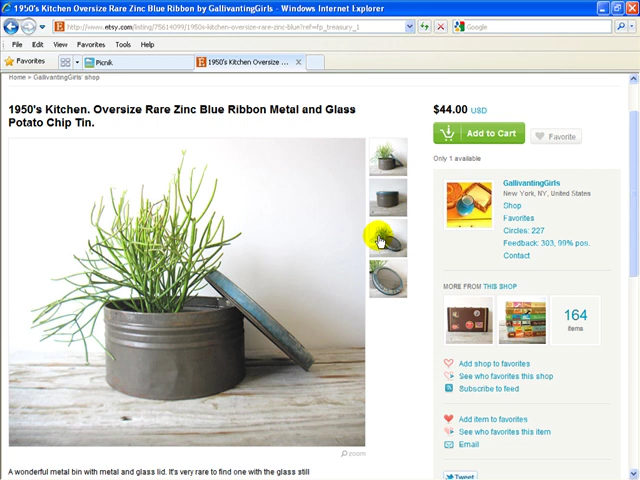 1950's Kitchen Oversize Rare Zinc Blue Ribbon by GallivantingGirls - Windows Internet Explorer
http://www.etsy.com/listing/75614099/1950s-kitchen-oversize-rare-zinc-blue?ref=fp_treasury_1
Google
File Edit View Favorites Tools Help
Favorites
Picnik
1950's Kitchen Oversize ...
Home > GallivantingGirls' shop
1950's Kitchen. Oversize Rare Zinc Blue Ribbon Metal and Glass
Potato Chip Tin.
zoom
A wonderful metal bin with metal and glass lid. It's very rare to find one with the glass still
$44.00 USD
Add to Cart
Favorite
Only 1 available
GallivantingGirls
New York, NY, United States
Shop
Favorites
Circles: 227
Feedback: 303, 99% pos.
Contact
MORE FROM THIS SHOP
164
items
Add shop to favorites
See who favorites this shop
Subscribe to feed
Add item to favorites
See who favorites this item
Email
Tweet